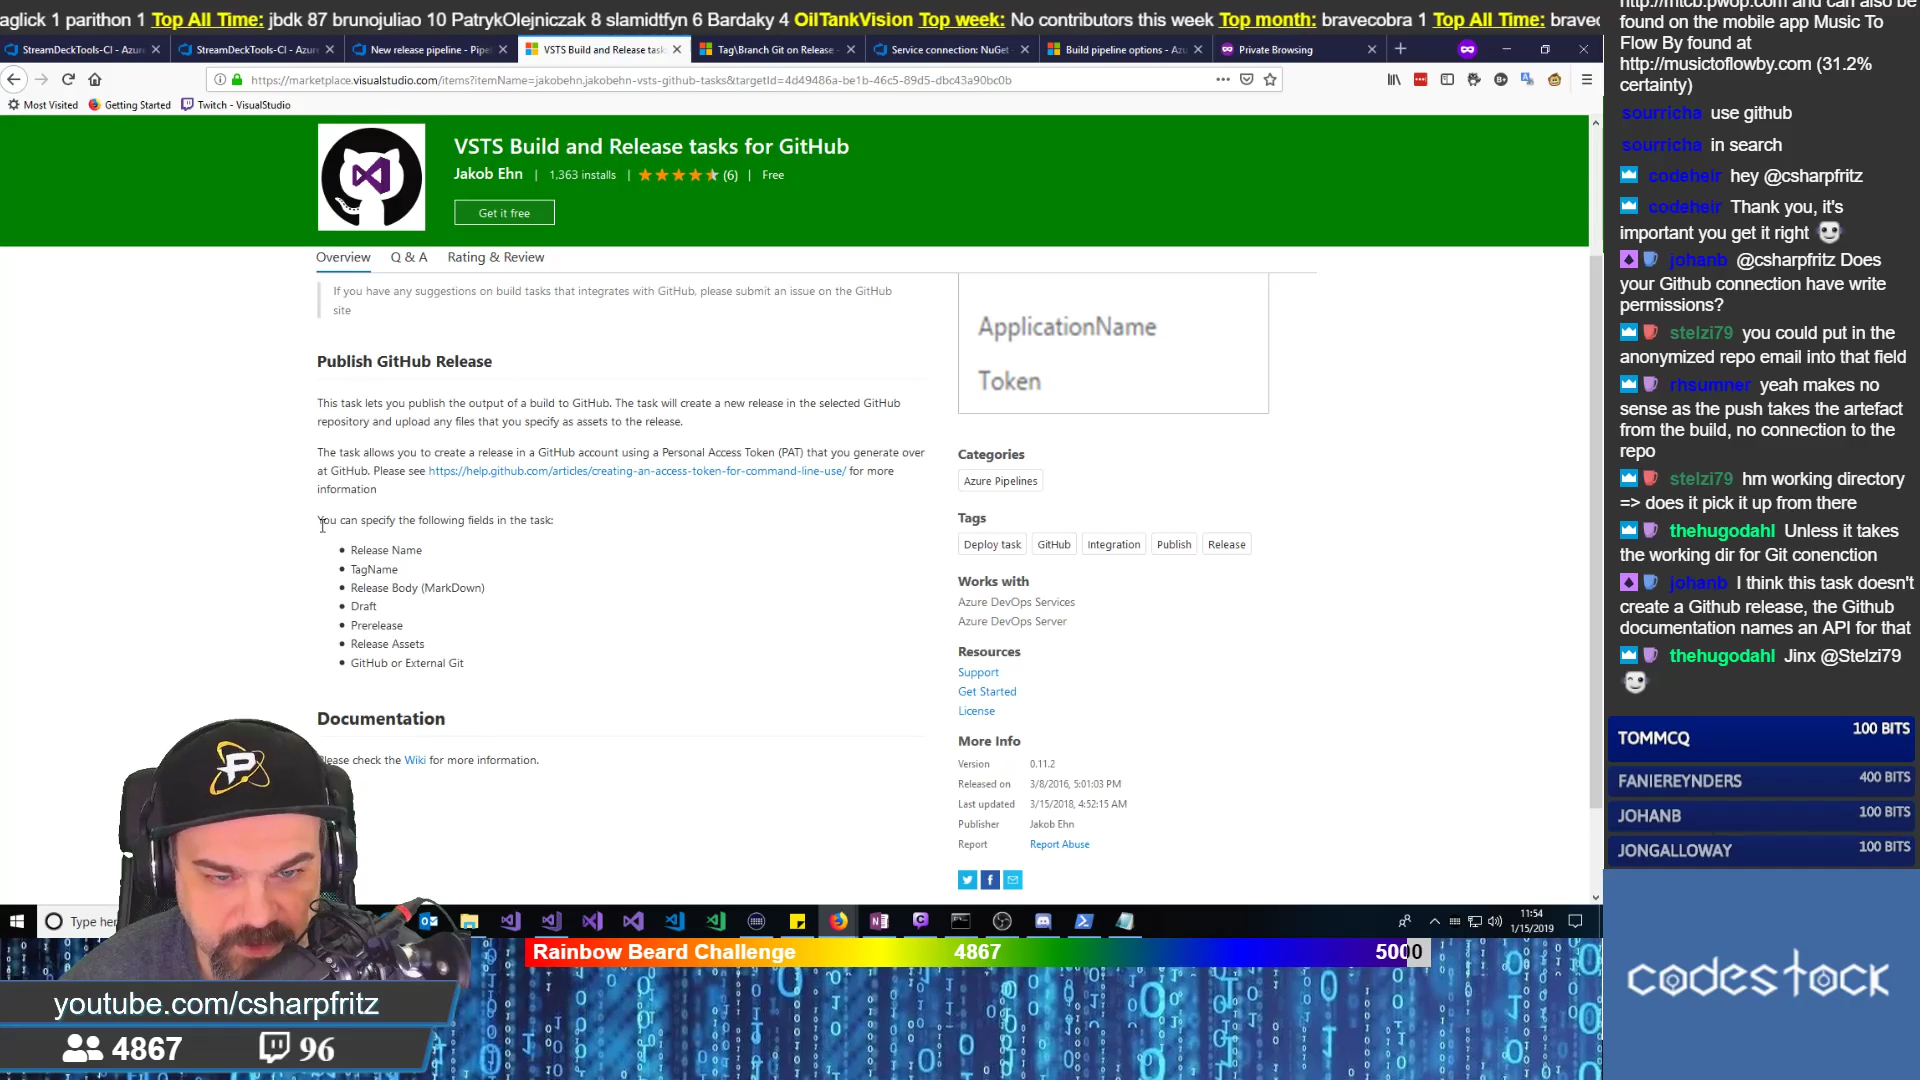 aglick 1 parithon 1 Top All Time: jbdk 87 brunojuliao 10 PatrykOlejniczak 8 slamidtfyn 6 Bardaky 4 OilTankVision Top week: No contributors this week Top month: bravecobra 1 Top All Time: bravec
StreamDeckTools-CI - Azur
StreamDeckTools-CI - Azure
New release pipeline - Pipe
VSTS Build and Release task
Tag\Branch Git on Release -
Service connection: NuGet -
Build pipeline options - Azu
Private Browsing
https://marketplace.visualstudio.com/items?itemName=jakobehn.jakobehn-vsts-github-tasks&targetId=4d49486a-be1b-46c5-89d5-dbc43a90bc0b
Most Visited
Getting Started
Twitch - VisualStudio
VSTS Build and Release tasks for GitHub
Jakob Ehn | 1,363 installs | (6) | Free
Get it free
Overview
Q & A
Rating & Review
If you have any suggestions on build tasks that integrates with GitHub, please submit an issue on the GitHub
site
Publish GitHub Release
This task lets you publish the output of a build to GitHub. The task will create a new release in the selected GitHub
repository and upload any files that you specify as assets to the release.
The task allows you to create a release in a GitHub account using a Personal Access Token (PAT) that you generate over
at GitHub. Please see https://help.github.com/articles/creating-an-access-token-for-command-line-use/ for more
information
You can specify the following fields in the task:
Release Name
TagName
Release Body (MarkDown)
Draft
Prerelease
Release Assets
GitHub or External Git
Documentation
Please check the Wiki for more information.
ApplicationName
Token
Categories
Azure Pipelines
Tags
Deploy task
GitHub
Integration
Publish
Release
Works with
Azure DevOps Services
Azure DevOps Server
Resources
Support
Get Started
License
More Info
Version 0.11.2
Released on 3/8/2016, 5:01:03 PM
Last updated 3/15/2018, 4:52:15 AM
Publisher Jakob Ehn
Report Report Abuse
Type her
11:54
1/15/2019
http://mtcb.pwop.com and can also be
found on the mobile app Music To
Flow By found at
http://musictoflowby.com (31.2%
certainty)
sourricha use github
sourricha in search
codeheir hey @csharpfritz
codeheir Thank you, it's
important you get it right
johanb @csharpfritz Does
your Github connection have write
permissions?
stelzi79 you could put in the
anonymized repo email into that field
rhsumner yeah makes no
sense as the push takes the artefact
from the build, no connection to the
repo
stelzi79 hm working directory
=> does it pick it up from there
thehugodahl Unless it takes
the working dir for Git conenction
johanb I think this task doesn't
create a Github release, the Github
documentation names an API for that
thehugodahl Jinx @Stelzi79
TOMMCQ 100 BITS
FANIEREYNDERS 400 BITS
JOHANB 100 BITS
JONGALLOWAY 100 BITS
Rainbow Beard Challenge 4867 5000
youtube.com/csharpfritz
4867 96
codestock